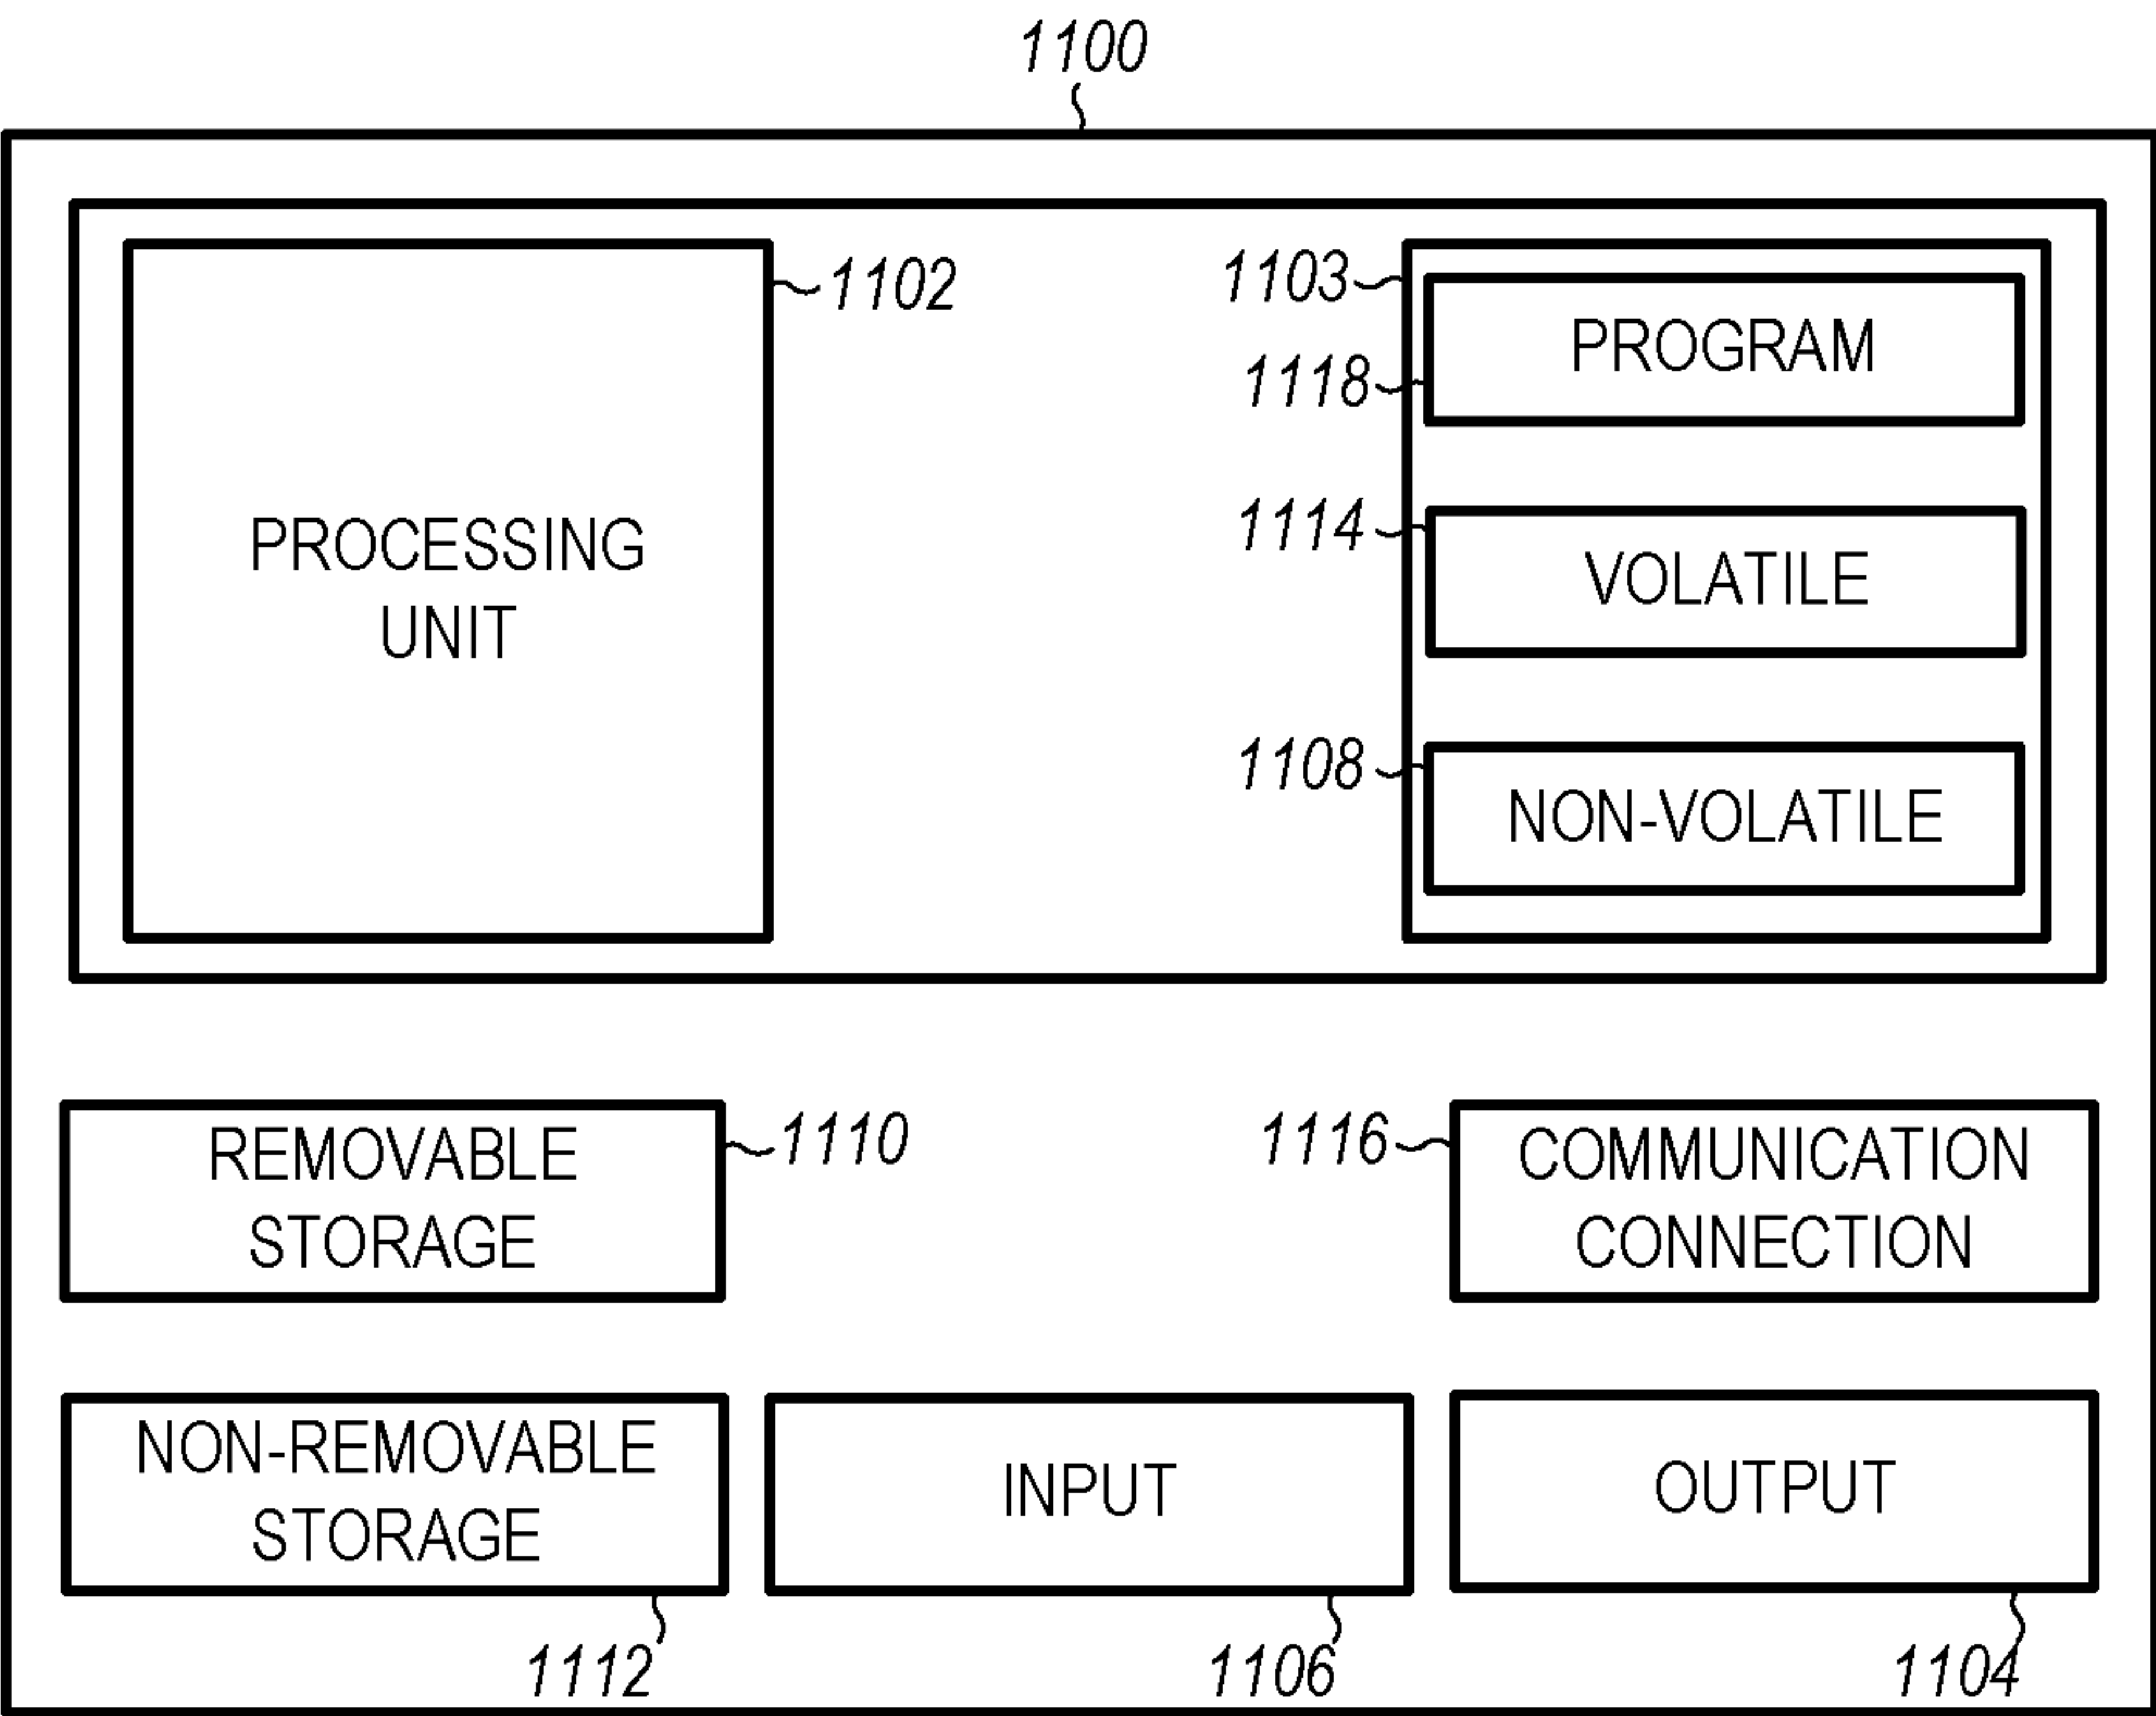 1100
1102
1103
PROGRAM
1118
PROCESSING
UNIT
1114
VOLATILE
1108
NON-VOLATILE
REMOVABLE
STORAGE
1110
1116
COMMUNICATION
CONNECTION
NON-REMOVABLE
STORAGE
INPUT
OUTPUT
1112
1106
1104